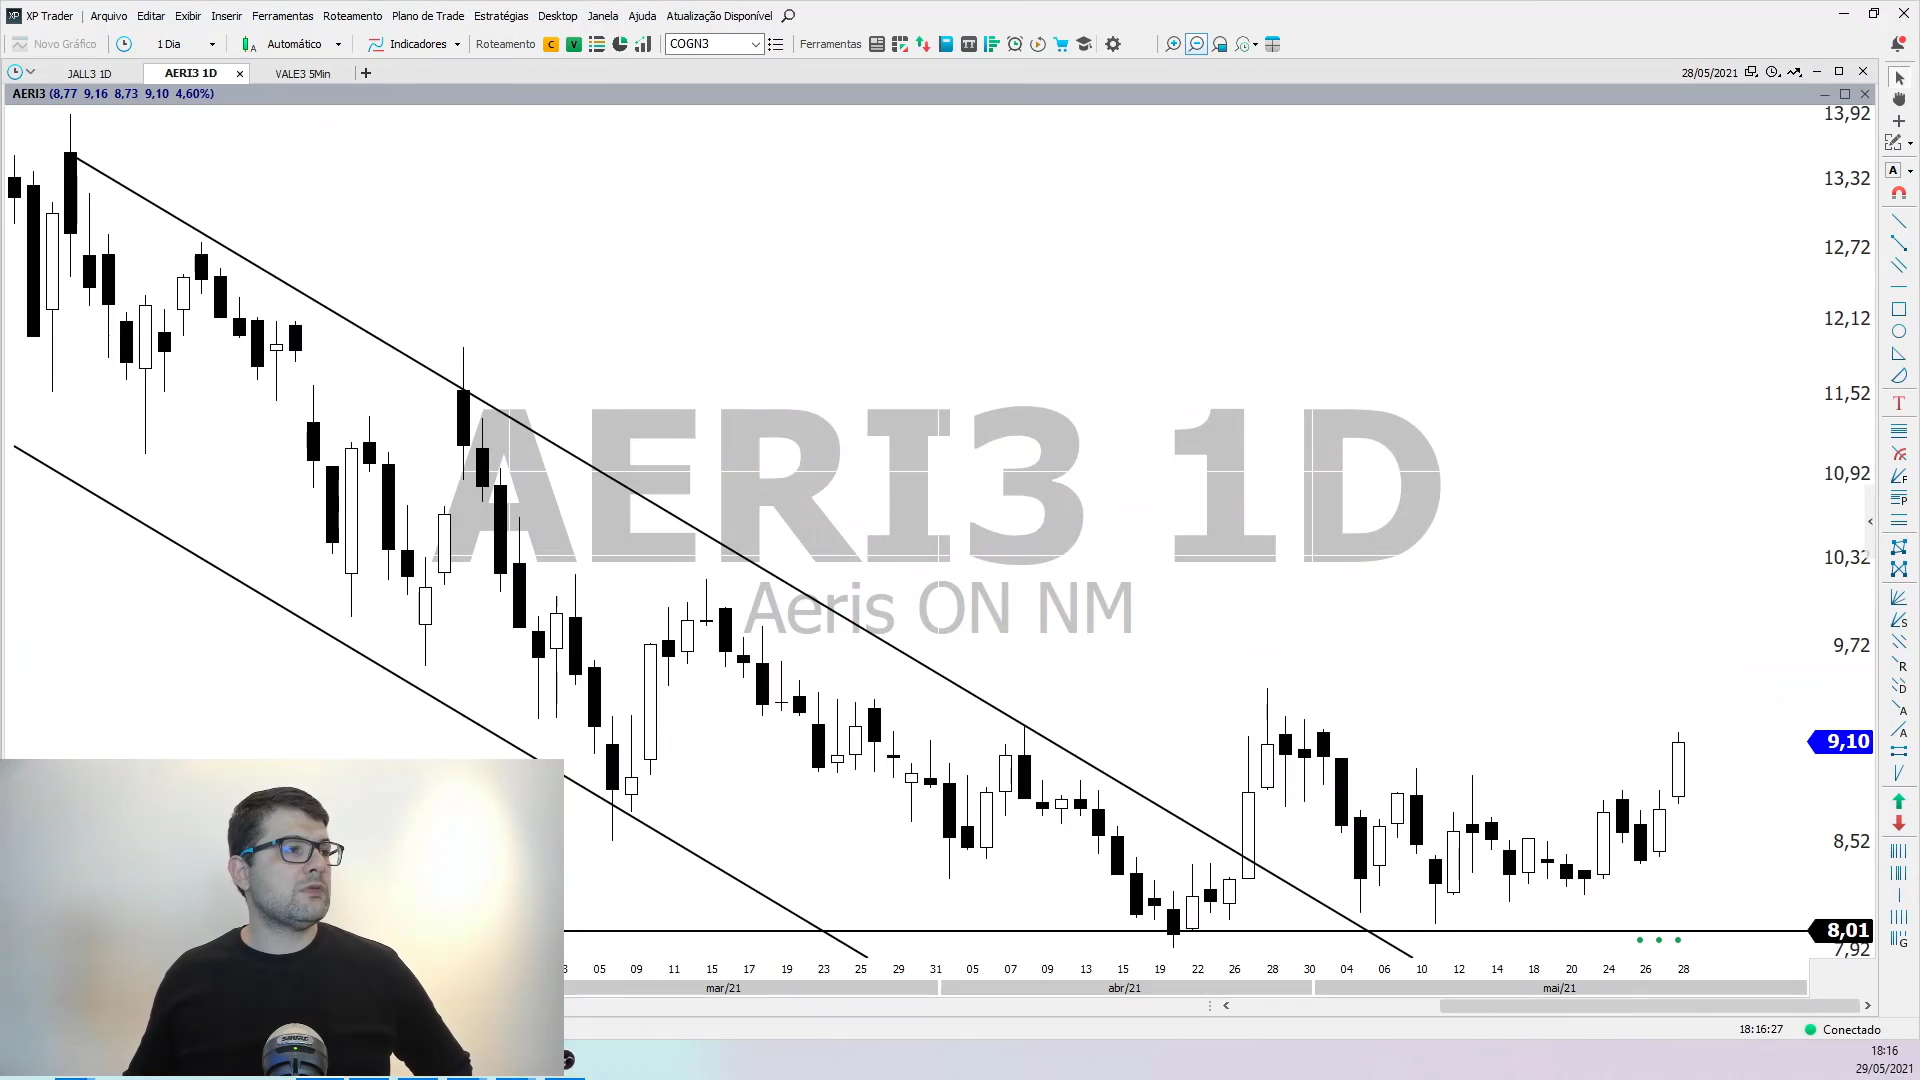 XP Trader Arquivo Editar Exibir Inserir Ferramentas Roteamento Plano de Trade Estratégias Desktop Janela Ajuda Atualização Disponível
Novo Gráfico 1 Dia Automático Indicadores Roteamento C V COGN3 Ferramentas
JALL3 1D AERI3 1D VALE3 5Min 28/05/2021
AERI3 (8,77 9,16 8,73 9,10 4,60%)
13,92
13,32
12,72
12,12
11,52
10,92
10,32
9,72
9,10
8,52
8,01
7,92
AERI3 1D
Aeris ON NM
3 05 09 11 15 17 19 23 25 29 31 05 07 09 13 15 19 22 26 28 30 04 06 10 12 14 18 20 24 26 28
mar/21 abr/21 mai/21
18:16:27 Conectado
18:16
29/05/2021